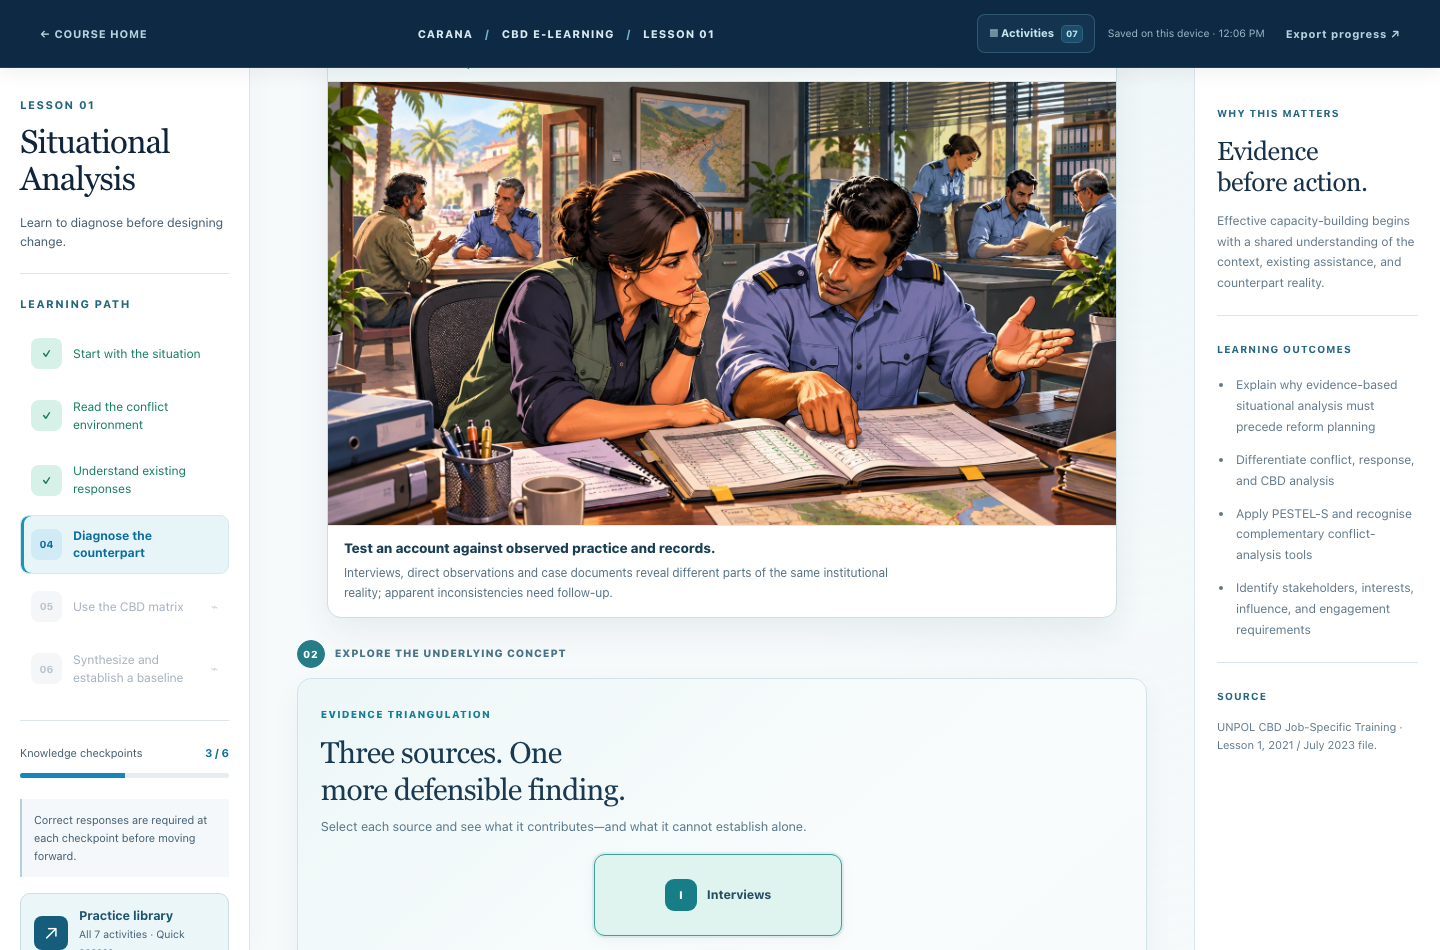 ← COURSE HOME
CARANA / CBD E-LEARNING / LESSON 01
Activities 07
Saved on this device · 12:06 PM
Export progress ↗
LESSON 01
Situational
Analysis
Learn to diagnose before designing
change.
LEARNING PATH
✓ Start with the situation
✓ Read the conflict
environment
✓ Understand existing
responses
04 Diagnose the
counterpart
05 Use the CBD matrix
06 Synthesize and
establish a baseline
Knowledge checkpoints 3 / 6
Correct responses are required at
each checkpoint before moving
forward.
Practice library
All 7 activities · Quick
Test an account against observed practice and records.
Interviews, direct observations and case documents reveal different parts of the same institutional
reality; apparent inconsistencies need follow-up.
02 EXPLORE THE UNDERLYING CONCEPT
EVIDENCE TRIANGULATION
Three sources. One
more defensible finding.
Select each source and see what it contributes—and what it cannot establish alone.
I Interviews
WHY THIS MATTERS
Evidence
before action.
Effective capacity-building begins
with a shared understanding of the
context, existing assistance, and
counterpart reality.
LEARNING OUTCOMES
• Explain why evidence-based
situational analysis must
precede reform planning
• Differentiate conflict, response,
and CBD analysis
• Apply PESTEL-S and recognise
complementary conflict-
analysis tools
• Identify stakeholders, interests,
influence, and engagement
requirements
SOURCE
UNPOL CBD Job-Specific Training ·
Lesson 1, 2021 / July 2023 file.